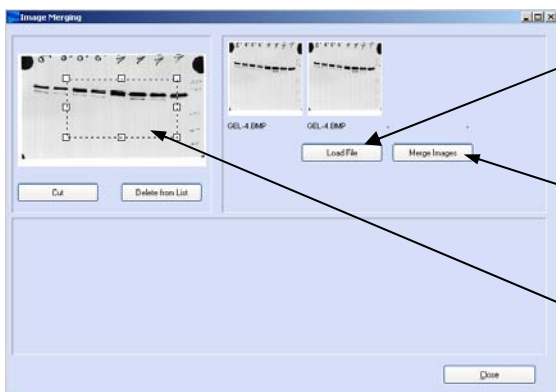 Image Merging
GEL-4.BMP GEL-4.BMP
Load File Merge Images
Cut Delete from List
Close